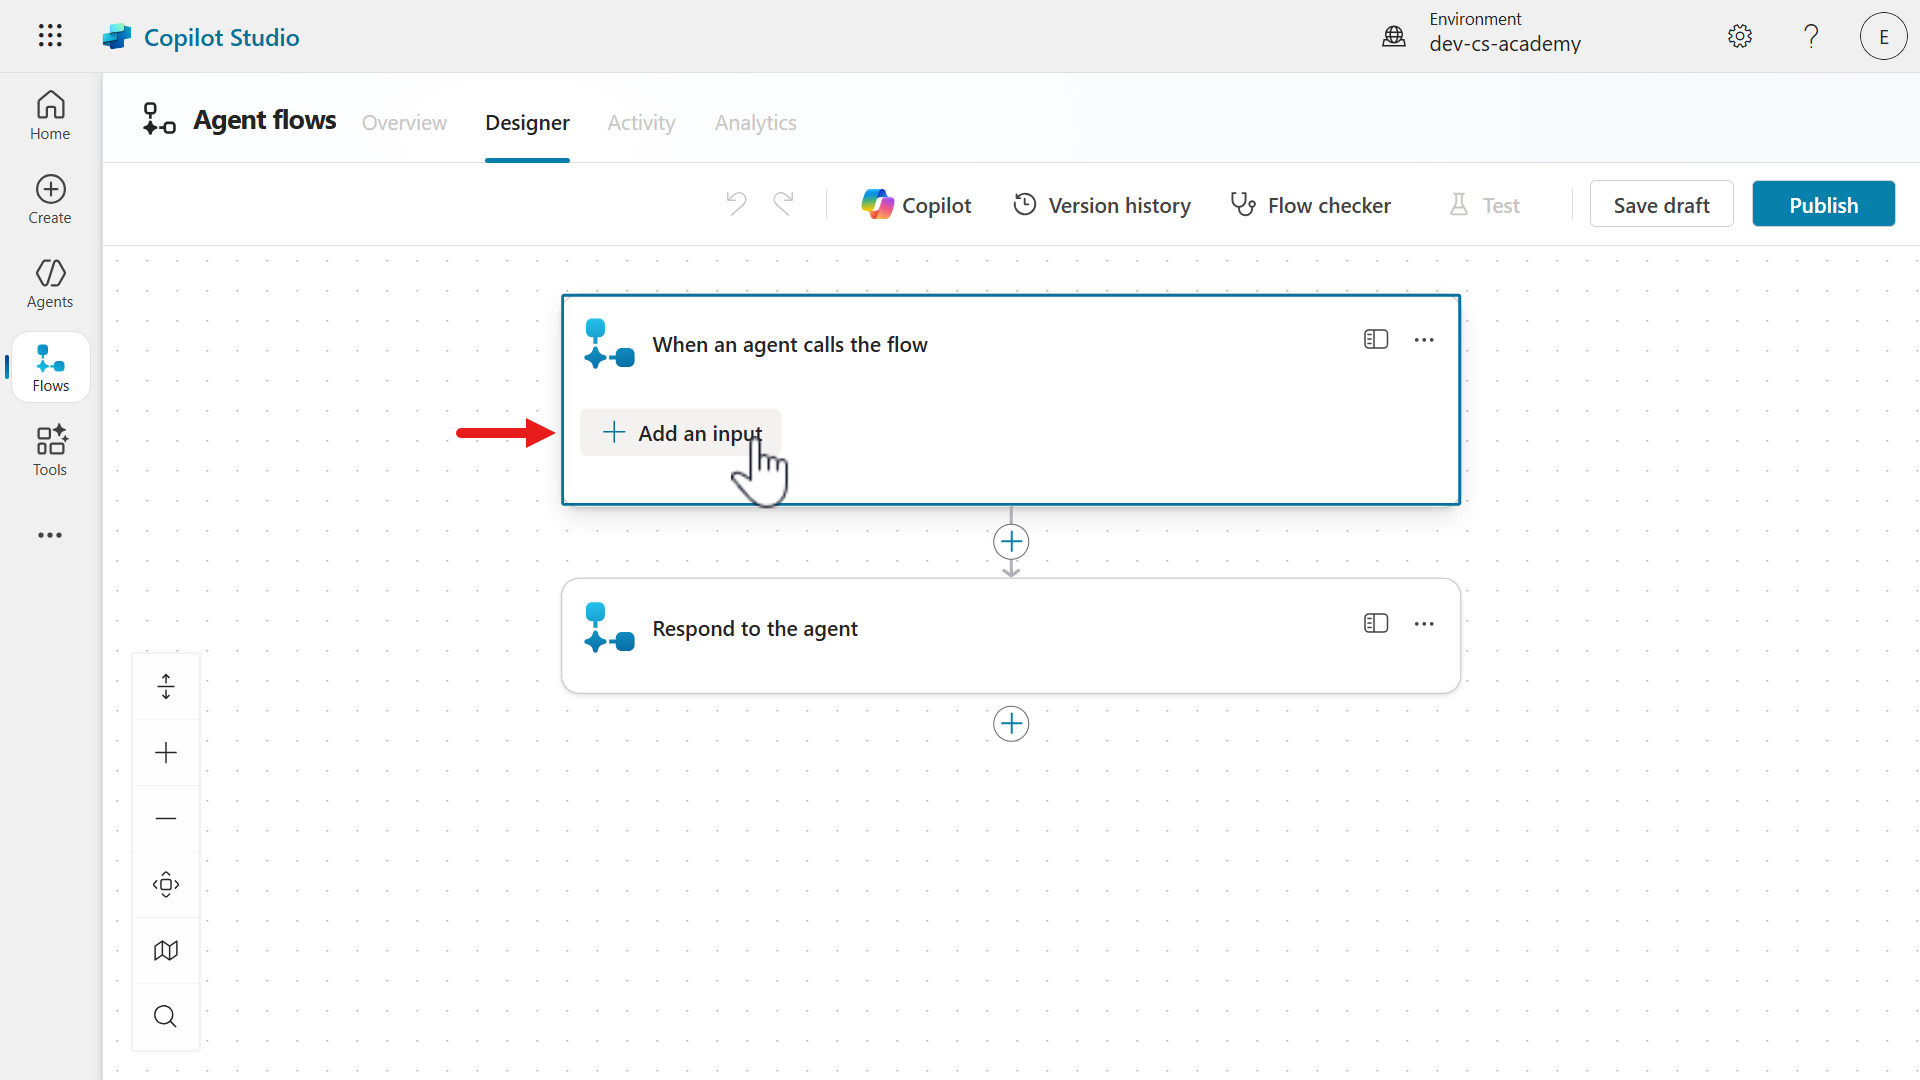 Copilot Studio
Environment
dev-cs-academy
E
Home
Create
Agents
Flows
Tools
Agent flows
Overview
Designer
Activity
Analytics
Copilot
Version history
Flow checker
Test
Save draft
Publish
When an agent calls the flow
Add an input
Respond to the agent